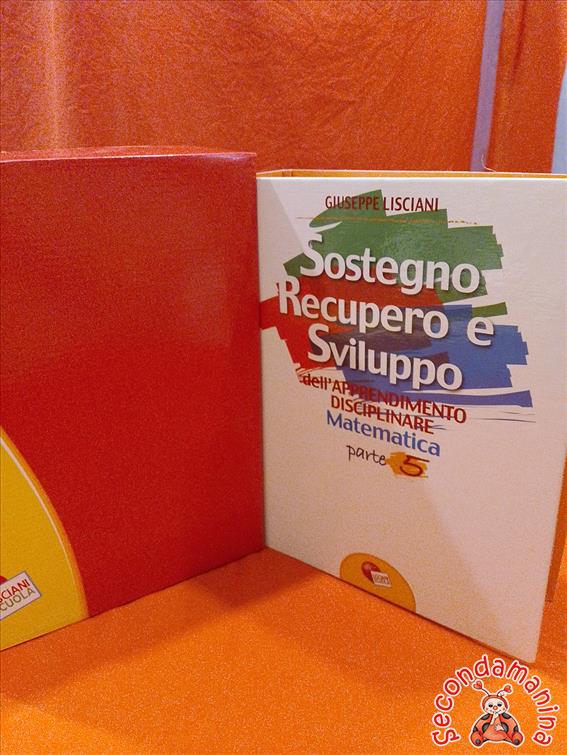 GIUSEPPE LISCIANI
Sostegno
Recupero e
Sviluppo
dell'APPRENDIMENTO
DISCIPLINARE
Matematica
parte 5
SCIANI
CUOLA
secondamanina